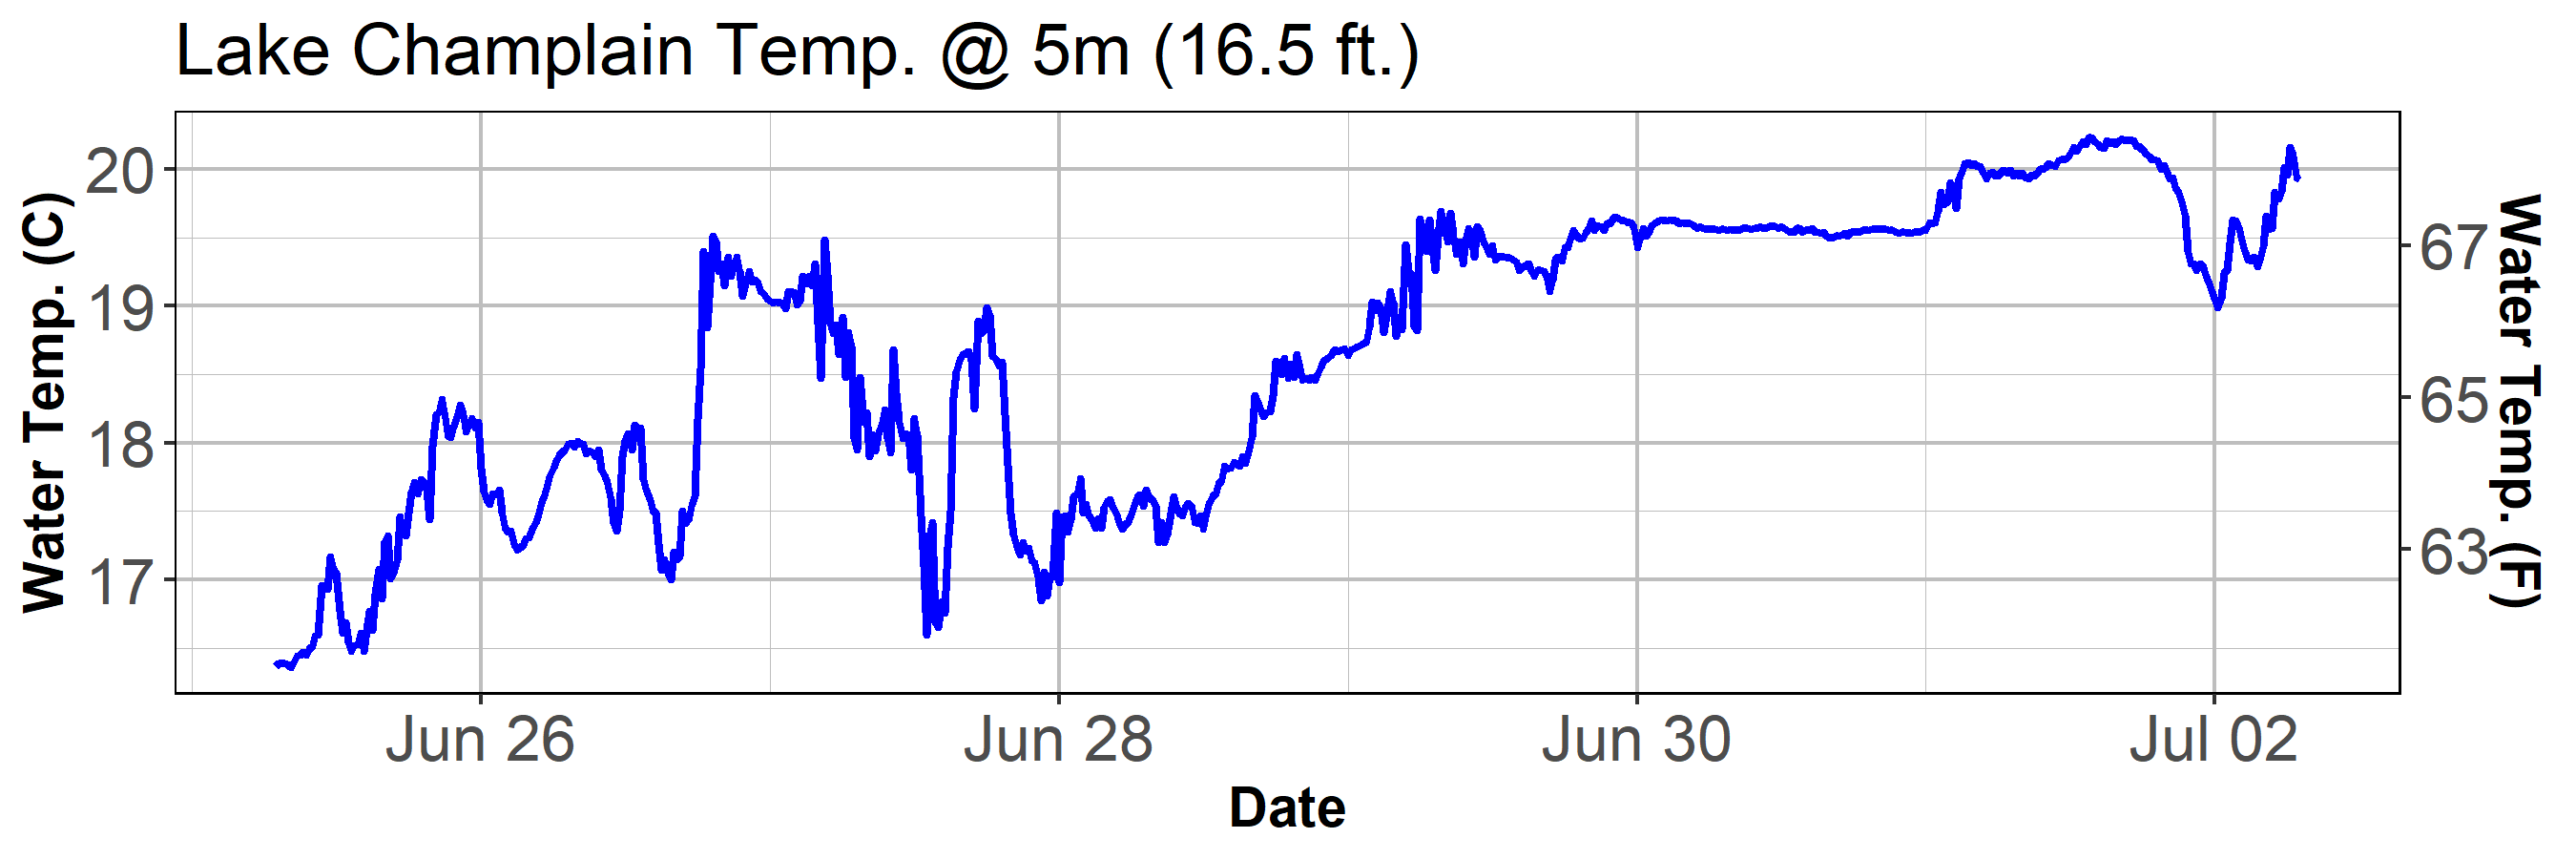 Lake Champlain Temp. @ 5m (16.5 ft.)
Water Temp. (C)
20
19
18
17
67
65
63
Water Temp. (F)
Jun 26
Jun 28
Jun 30
Jul 02
Date